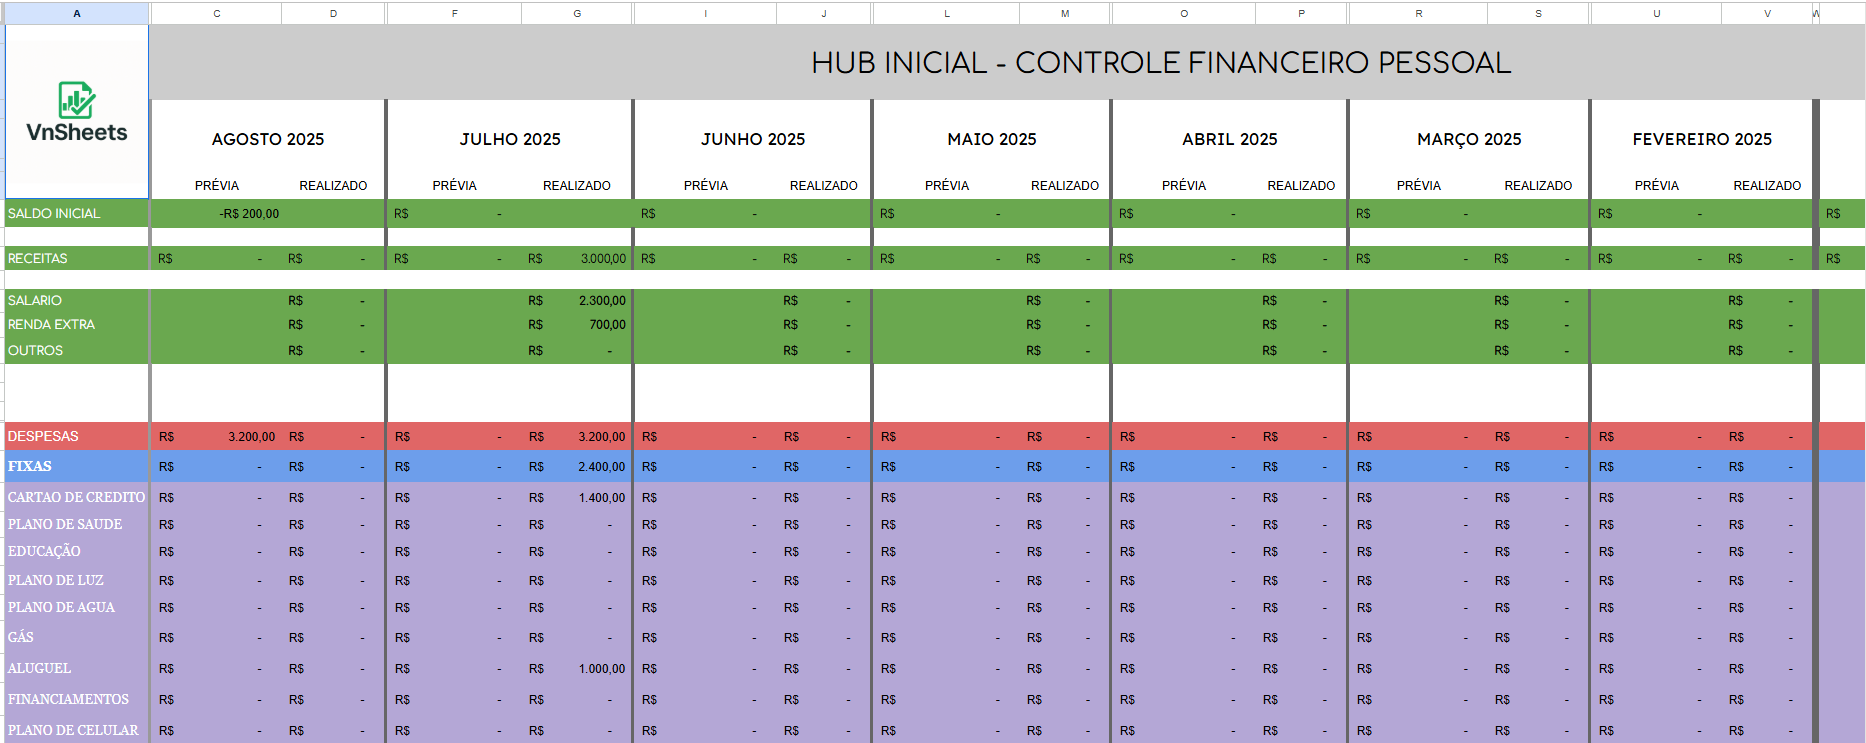 A C D F G I J L M O P R S U V W
HUB INICIAL - CONTROLE FINANCEIRO PESSOAL
VnSheets
AGOSTO 2025 JULHO 2025 JUNHO 2025 MAIO 2025 ABRIL 2025 MARÇO 2025 FEVEREIRO 2025
PRÉVIA REALIZADO PRÉVIA REALIZADO PRÉVIA REALIZADO PRÉVIA REALIZADO PRÉVIA REALIZADO PRÉVIA REALIZADO PRÉVIA REALIZADO
SALDO INICIAL -R$ 200,00 R$ - R$ - R$ - R$ - R$ - R$ - R$
RECEITAS R$ - R$ - R$ - R$ 3.000,00 R$ - R$ - R$ - R$ - R$ - R$ - R$ - R$ - R$ - R$ - R$
SALARIO R$ - R$ 2.300,00 R$ - R$ - R$ - R$ - R$ -
RENDA EXTRA R$ - R$ 700,00 R$ - R$ - R$ - R$ - R$ -
OUTROS R$ - R$ - R$ - R$ - R$ - R$ - R$ -
DESPESAS R$ 3.200,00 R$ - R$ - R$ 3.200,00 R$ - R$ - R$ - R$ - R$ - R$ - R$ - R$ - R$ - R$ -
FIXAS R$ - R$ - R$ - R$ 2.400,00 R$ - R$ - R$ - R$ - R$ - R$ - R$ - R$ - R$ - R$ -
CARTAO DE CREDITO R$ - R$ - R$ - R$ 1.400,00 R$ - R$ - R$ - R$ - R$ - R$ - R$ - R$ - R$ - R$ -
PLANO DE SAUDE R$ - R$ - R$ - R$ - R$ - R$ - R$ - R$ - R$ - R$ - R$ - R$ - R$ - R$ -
EDUCAÇÃO R$ - R$ - R$ - R$ - R$ - R$ - R$ - R$ - R$ - R$ - R$ - R$ - R$ - R$ -
PLANO DE LUZ R$ - R$ - R$ - R$ - R$ - R$ - R$ - R$ - R$ - R$ - R$ - R$ - R$ - R$ -
PLANO DE AGUA R$ - R$ - R$ - R$ - R$ - R$ - R$ - R$ - R$ - R$ - R$ - R$ - R$ - R$ -
GÁS R$ - R$ - R$ - R$ - R$ - R$ - R$ - R$ - R$ - R$ - R$ - R$ - R$ - R$ -
ALUGUEL R$ - R$ - R$ - R$ 1.000,00 R$ - R$ - R$ - R$ - R$ - R$ - R$ - R$ - R$ - R$ -
FINANCIAMENTOS R$ - R$ - R$ - R$ - R$ - R$ - R$ - R$ - R$ - R$ - R$ - R$ - R$ - R$ -
PLANO DE CELULAR R$ - R$ - R$ - R$ - R$ - R$ - R$ - R$ - R$ - R$ - R$ - R$ - R$ - R$ -